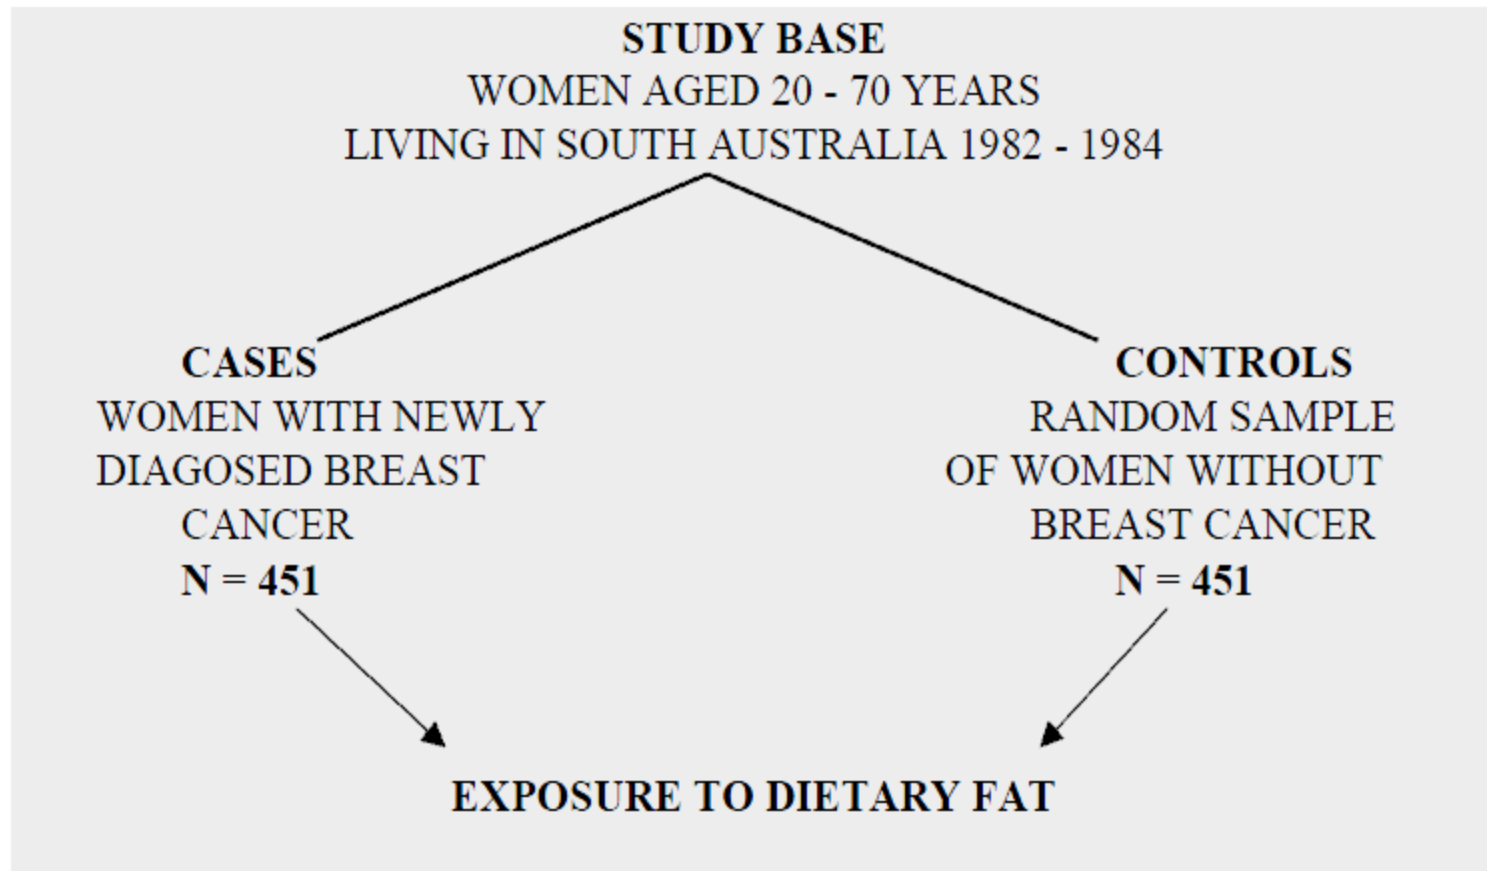 STUDY BASE
WOMEN AGED 20 - 70 YEARS
LIVING IN SOUTH AUSTRALIA 1982 - 1984
CASES
WOMEN WITH NEWLY
DIAGOSED BREAST
CANCER
N = 451
CONTROLS
RANDOM SAMPLE
OF WOMEN WITHOUT
BREAST CANCER
N = 451
EXPOSURE TO DIETARY FAT